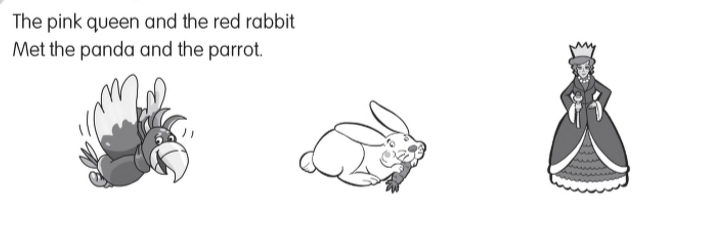 The pink queen and the red rabbit
Met the panda and the parrot.